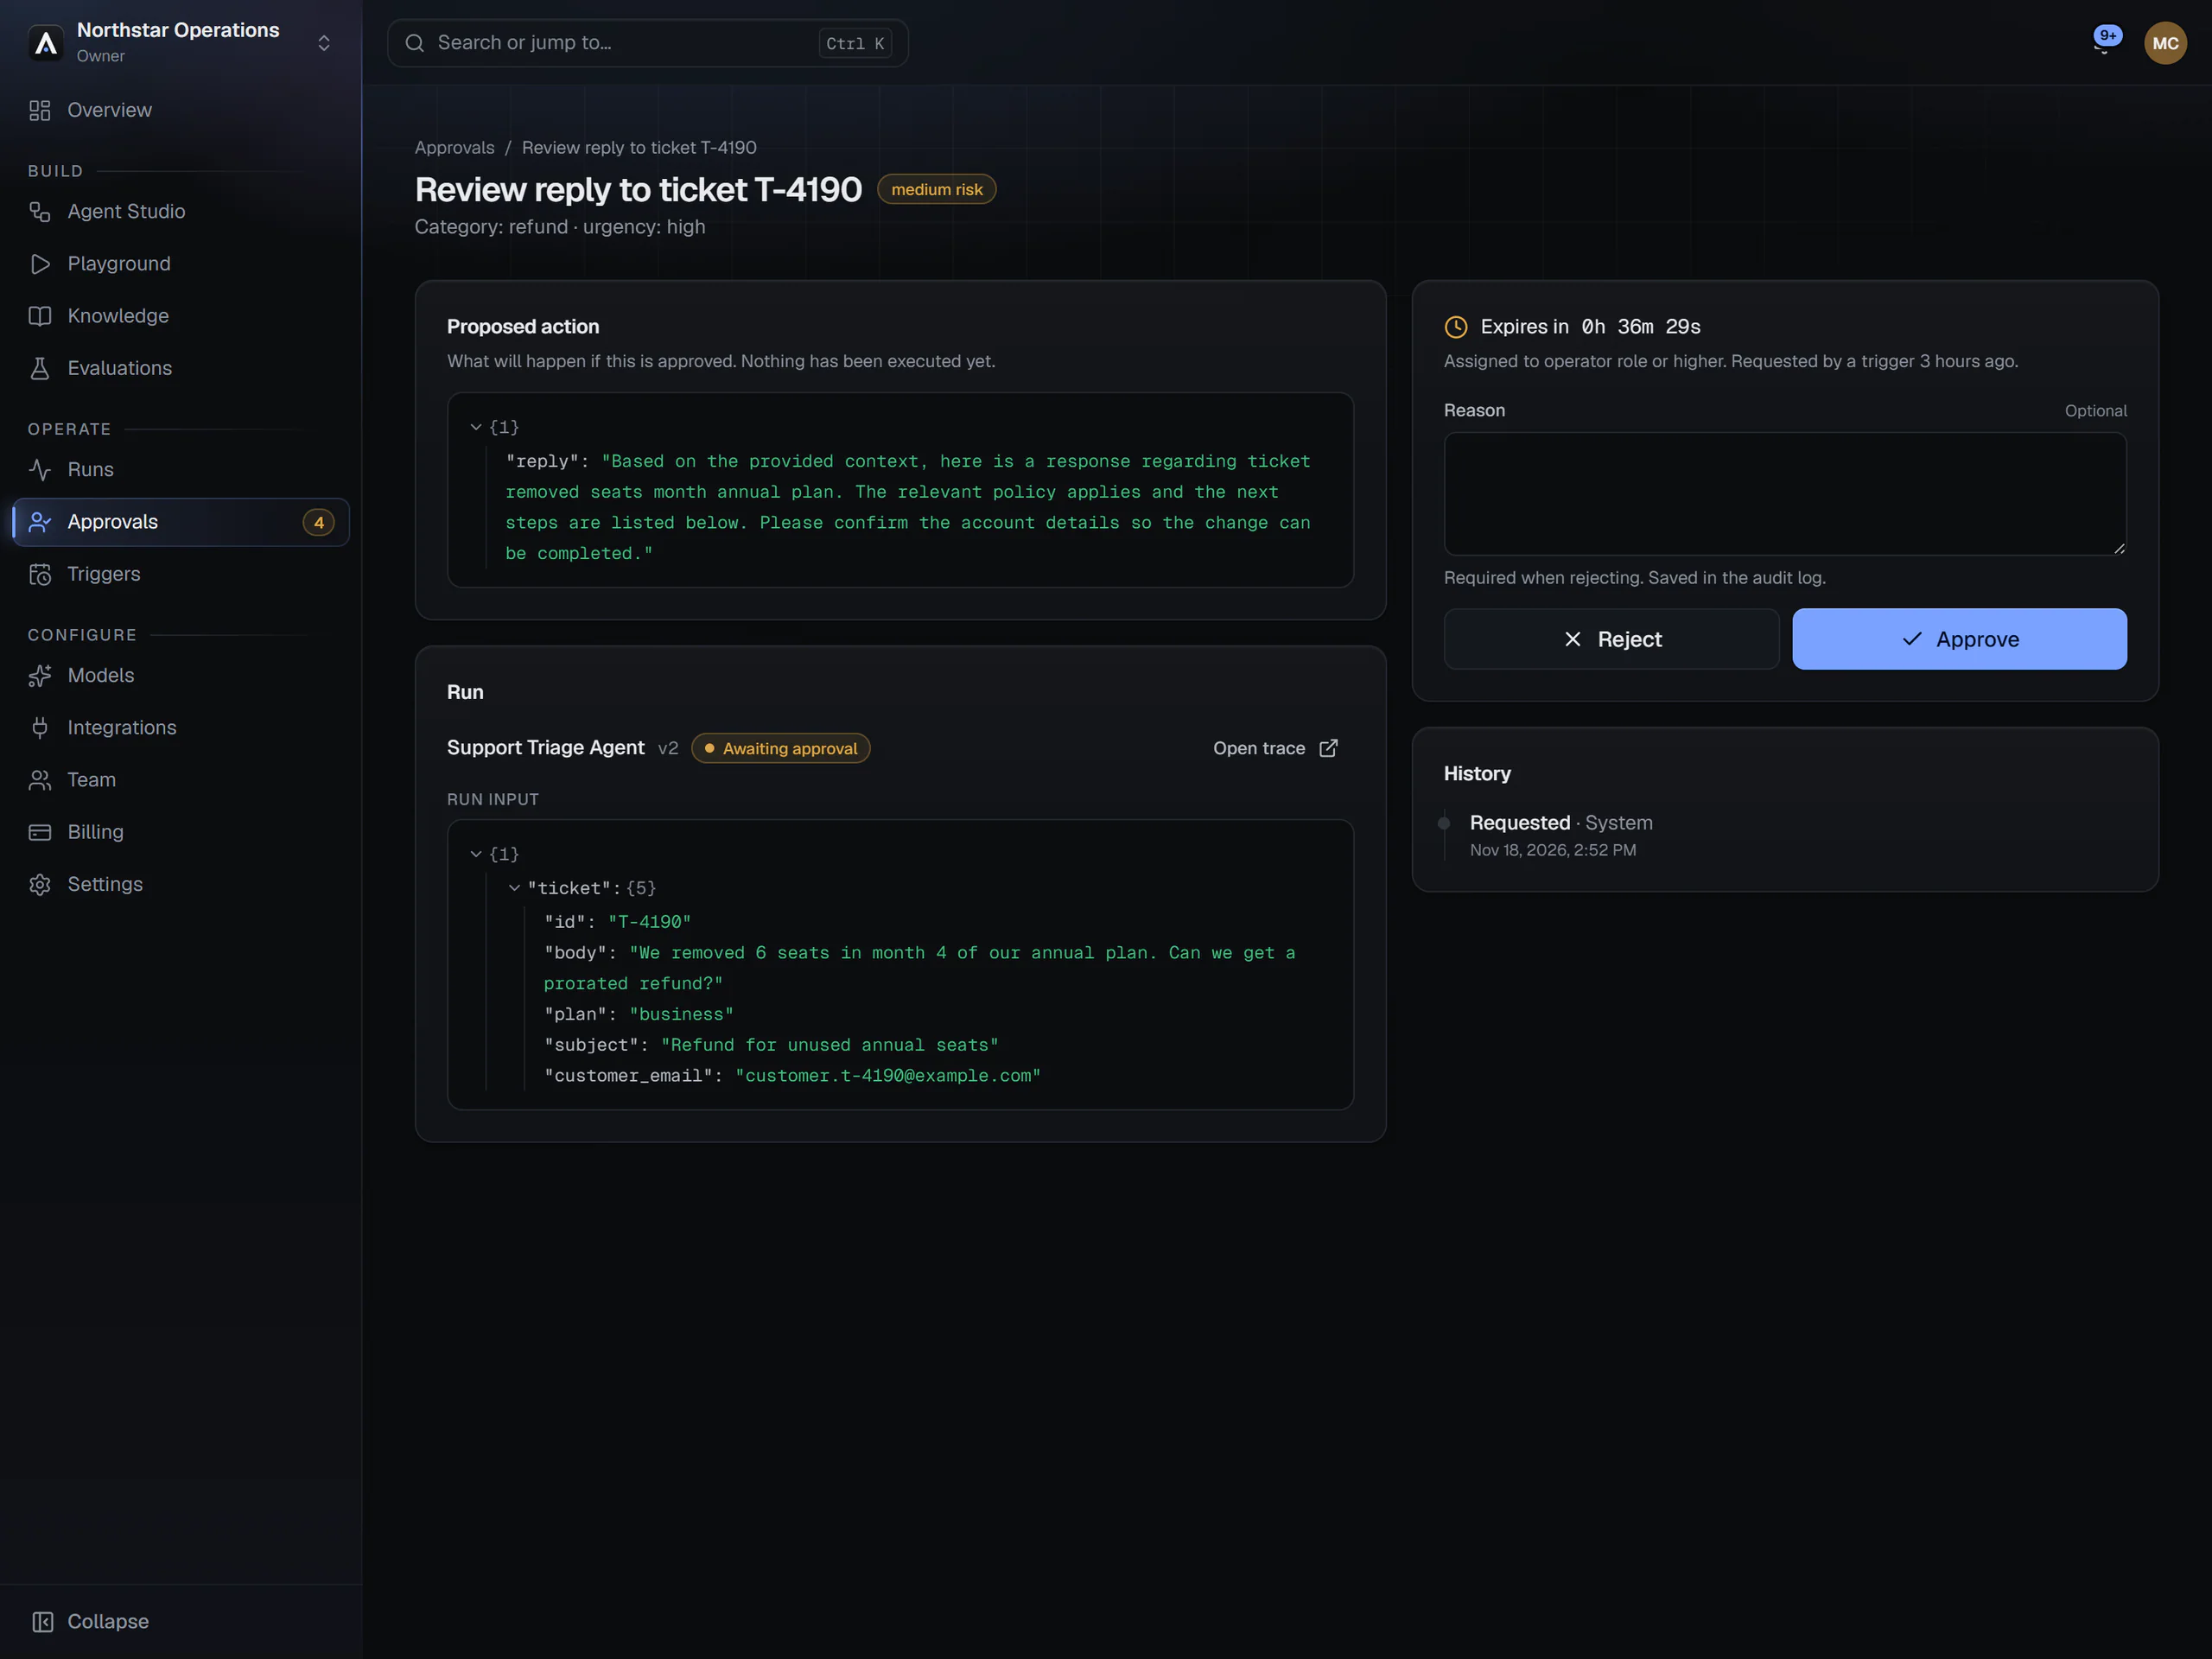 Northstar Operations
Owner
Search or jump to...
Ctrl K
9+
MC
Overview
BUILD
Agent Studio
Playground
Knowledge
Evaluations
OPERATE
Runs
Approvals
4
Triggers
CONFIGURE
Models
Integrations
Team
Billing
Settings
Collapse
Approvals / Review reply to ticket T-4190
Review reply to ticket T-4190
medium risk
Category: refund · urgency: high
Proposed action
What will happen if this is approved. Nothing has been executed yet.
{1}
"reply": "Based on the provided context, here is a response regarding ticket
removed seats month annual plan. The relevant policy applies and the next
steps are listed below. Please confirm the account details so the change can
be completed."
Run
Support Triage Agent v2
Awaiting approval
Open trace
RUN INPUT
{1}
"ticket": {5}
"id": "T-4190"
"body": "We removed 6 seats in month 4 of our annual plan. Can we get a
prorated refund?"
"plan": "business"
"subject": "Refund for unused annual seats"
"customer_email": "customer.t-4190@example.com"
Expires in 0h 36m 29s
Assigned to operator role or higher. Requested by a trigger 3 hours ago.
Reason
Optional
Required when rejecting. Saved in the audit log.
Reject
Approve
History
Requested · System
Nov 18, 2026, 2:52 PM